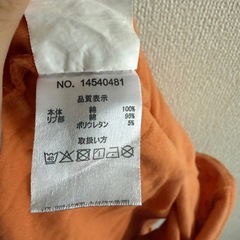 NO. 14540481
品質表示
本体 綿 100%
リブ部 綿 95%
ポリウレタン 5%
取扱い方